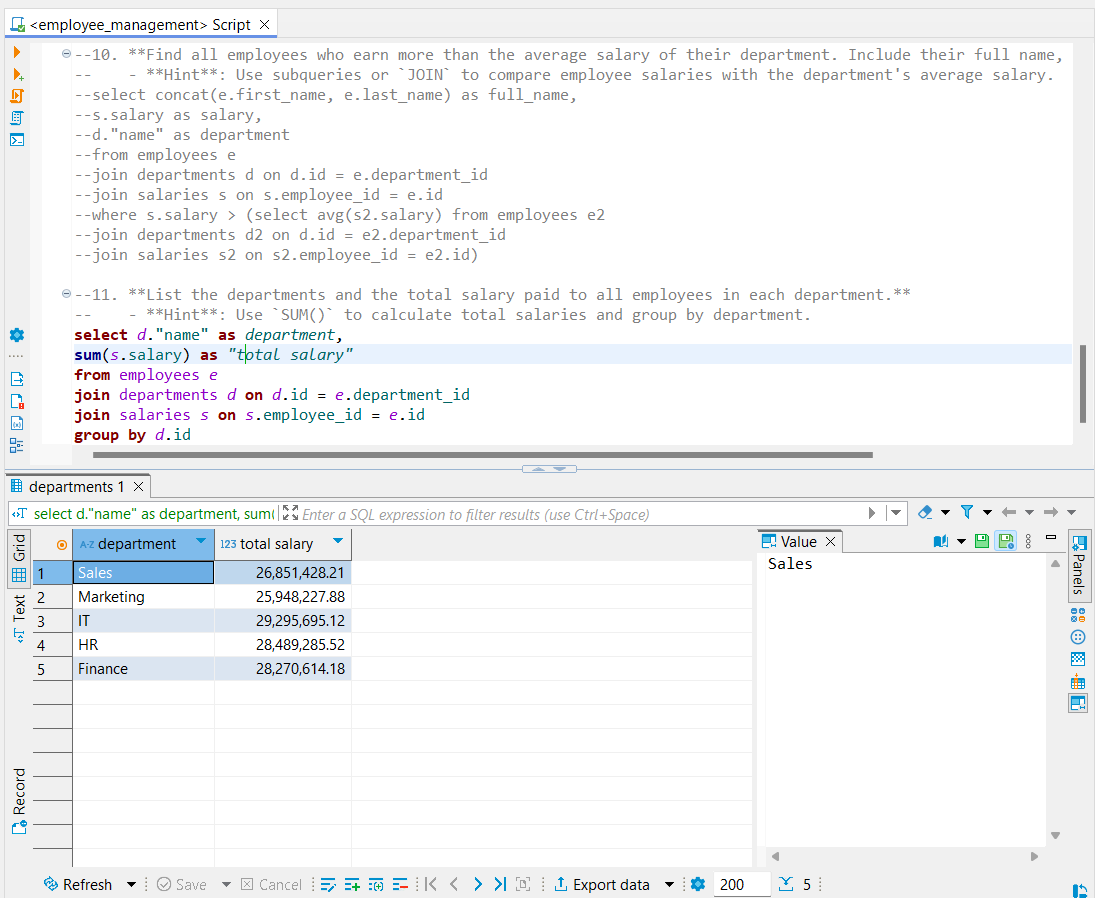 <employee_management> Script
--10. **Find all employees who earn more than the average salary of their department. Include their full name,
--    - **Hint**: Use subqueries or `JOIN` to compare employee salaries with the department's average salary.
--select concat(e.first_name, e.last_name) as full_name,
--s.salary as salary,
--d."name" as department
--from employees e
--join departments d on d.id = e.department_id
--join salaries s on s.employee_id = e.id
--where s.salary > (select avg(s2.salary) from employees e2
--join departments d2 on d.id = e2.department_id
--join salaries s2 on s2.employee_id = e2.id)
--11. **List the departments and the total salary paid to all employees in each department.**
--    - **Hint**: Use `SUM()` to calculate total salaries and group by department.
select d."name" as department,
sum(s.salary) as "total salary"
from employees e
join departments d on d.id = e.department_id
join salaries s on s.employee_id = e.id
group by d.id
departments 1
select d."name" as department, sum( Enter a SQL expression to filter results (use Ctrl+Space)
Grid
Text
Record
A-Z department 123 total salary
1 Sales 26,851,428.21
2 Marketing 25,948,227.88
3 IT 29,295,695.12
4 HR 28,489,285.52
5 Finance 28,270,614.18
Value
Sales
Panels
Refresh Save Cancel Export data 200 5